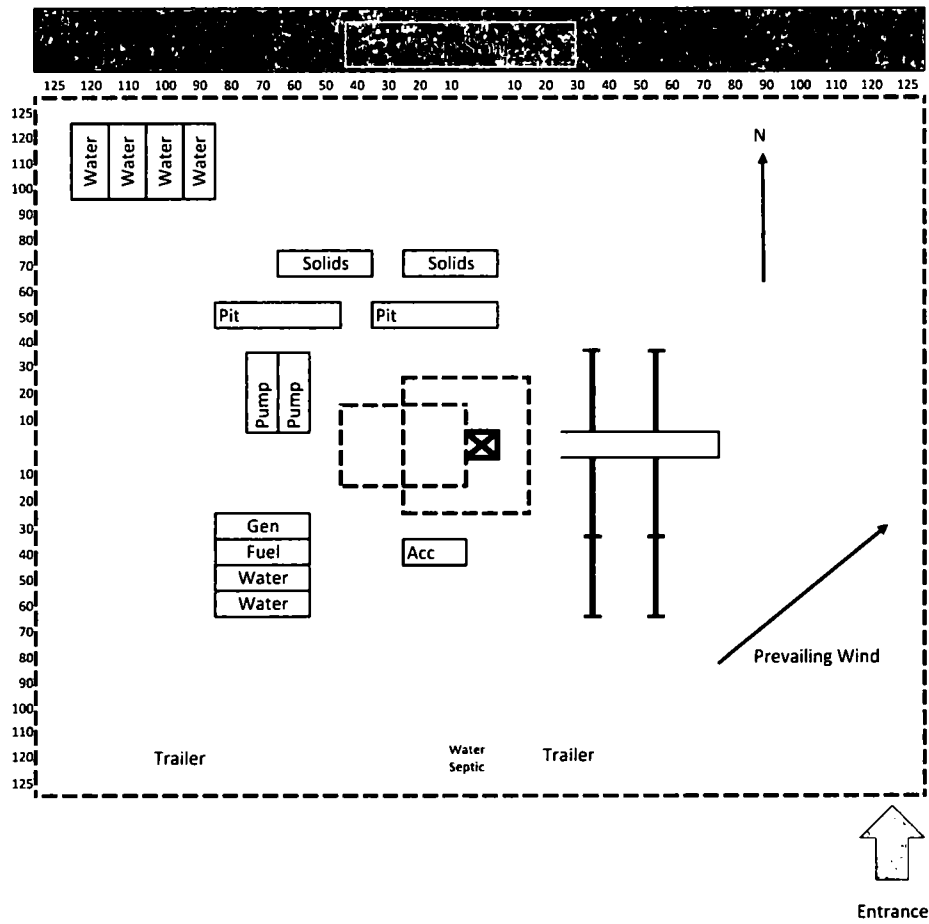 125 120 110 100 90 80 70 60 50 40 30 20 10 10 20 30 40 50 60 70 80 90 100 110 120 125
125
120
110
100
90
80
70
60
50
40
30
20
10
10
20
30
40
50
60
70
80
90
100
110
120
125
Water Water Water Water
N
Solids Solids
Pit Pit
Pump Pump
Gen
Fuel
Acc
Water
Water
Prevailing Wind
Trailer
Water
Septic
Trailer
Entrance